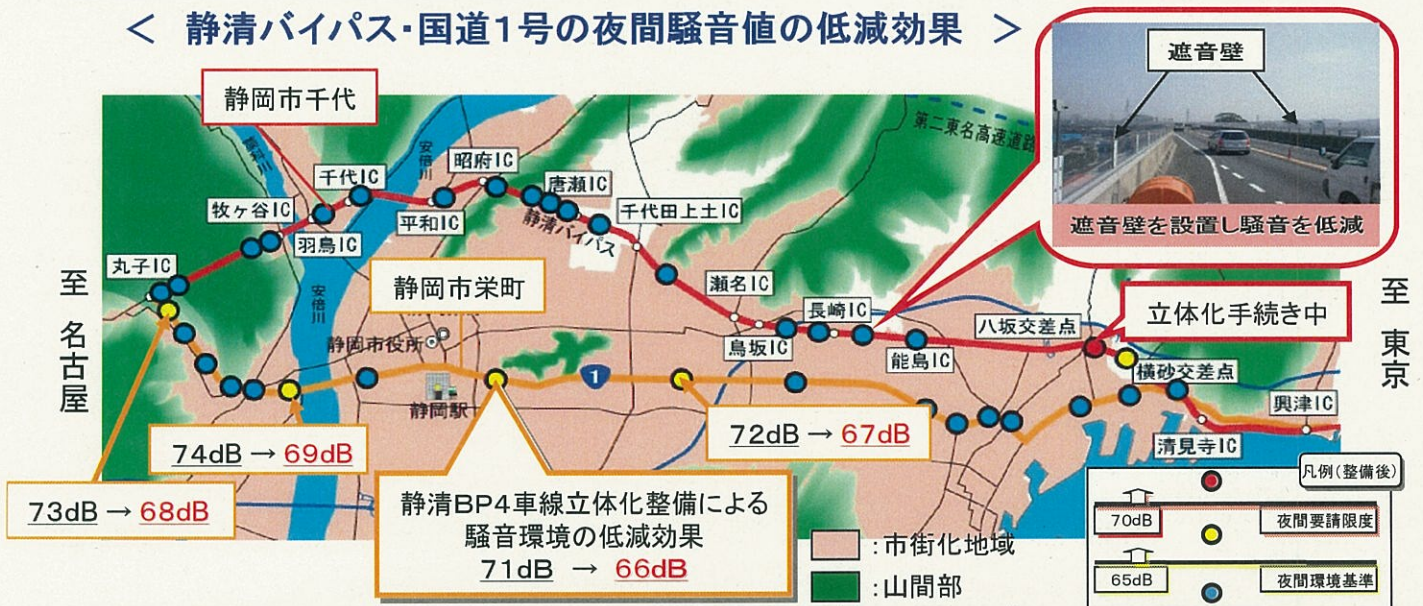 ＜ 静清バイパス・国道１号の夜間騒音値の低減効果 ＞
遮音壁
遮音壁を設置し騒音を低減
静岡市千代
第二東名高速道路
安倍川
昭府IC
千代IC
唐瀬IC
牧ヶ谷IC
平和IC
千代田上土IC
静清バイパス
羽鳥IC
丸子IC
至 名古屋
静岡市栄町
安倍川
瀬名IC
長崎IC
立体化手続き中
至 東京
八坂交差点
鳥坂IC
能島IC
静岡市役所
横砂交差点
1
静岡駅
興津IC
清見寺IC
74dB → 69dB
72dB → 67dB
73dB → 68dB
静清BP4車線立体化整備による
騒音環境の低減効果
71dB → 66dB
：市街化地域
：山間部
凡例（整備後）
70dB
夜間要請限度
65dB
夜間環境基準